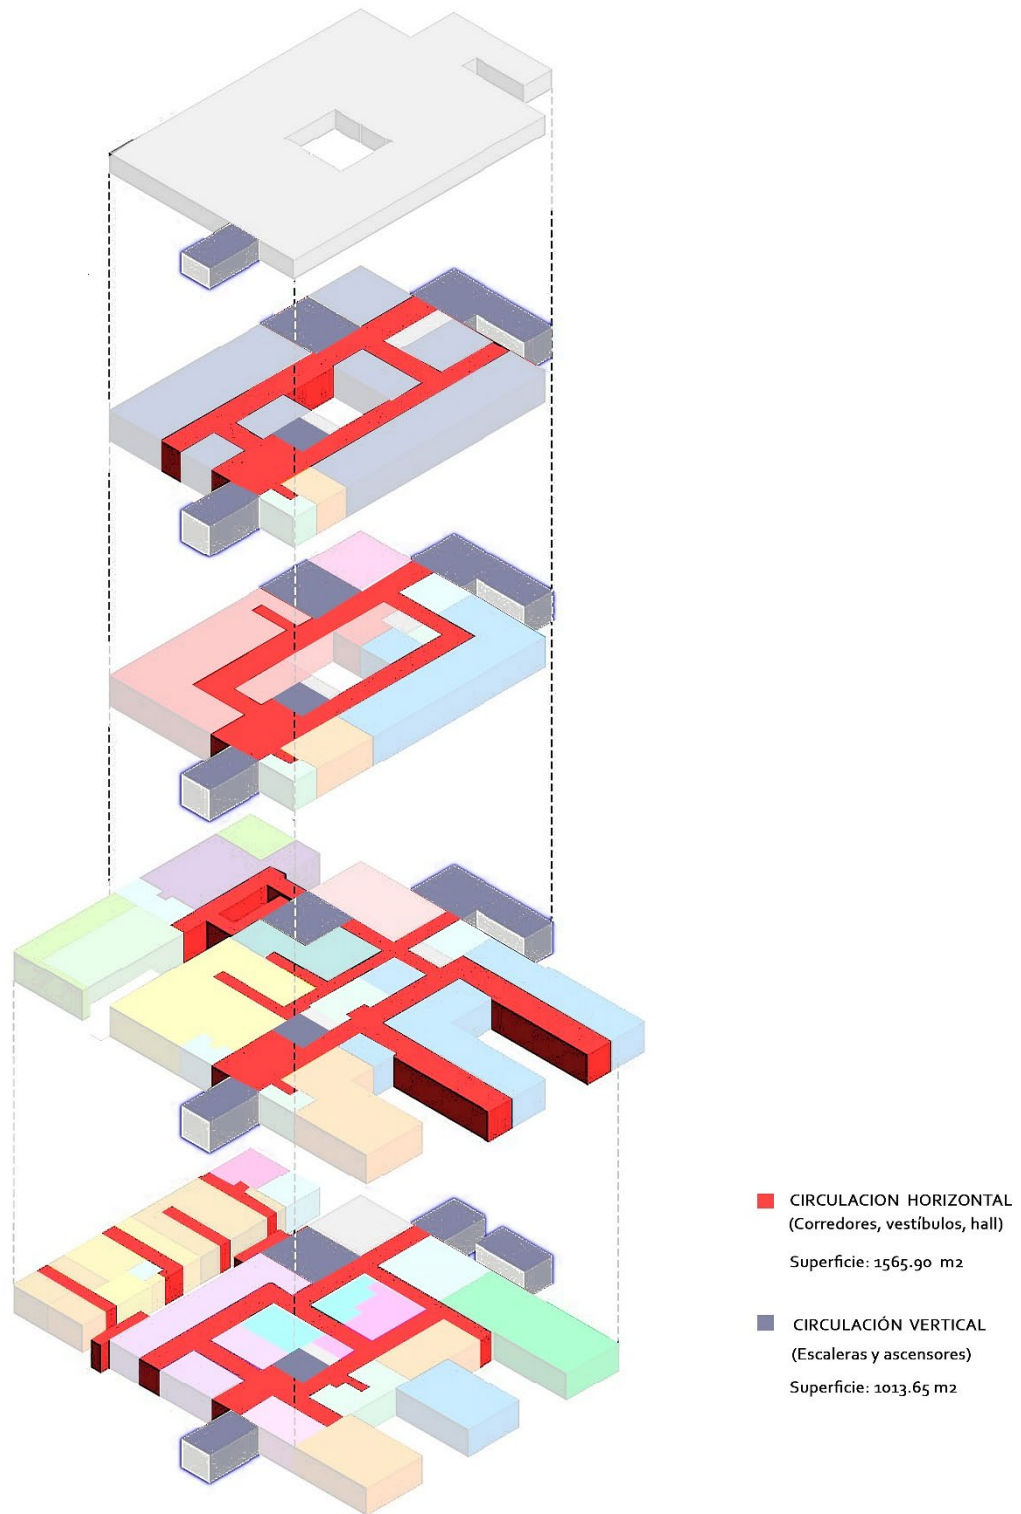 CIRCULACION HORIZONTAL
(Corredores, vestíbulos, hall)
Superficie: 1565.90 m2
CIRCULACIÓN VERTICAL
(Escaleras y ascensores)
Superficie: 1013.65 m2